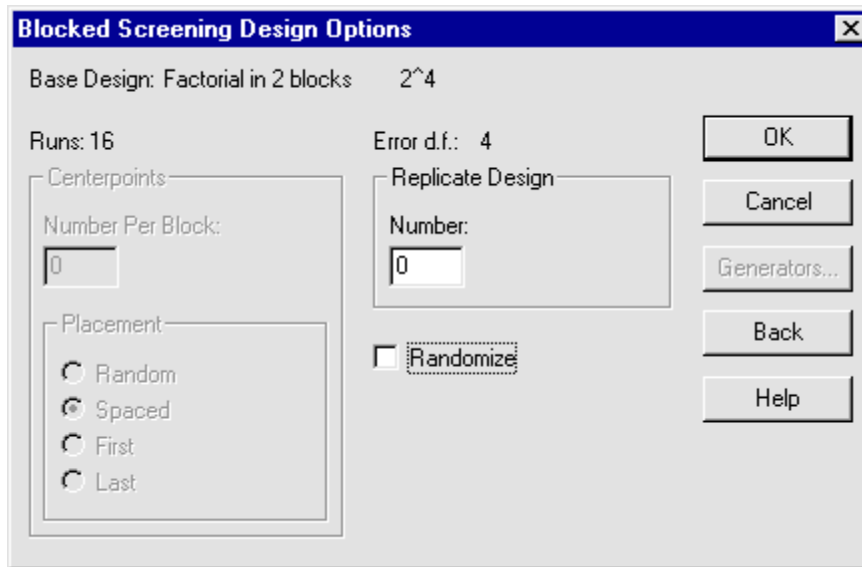 Blocked Screening Design Options
Base Design: Factorial in 2 blocks 2^4
Runs: 16
Error d.f.: 4
Centerpoints
Number Per Block:
0
Placement
Random
Spaced
First
Last
Replicate Design
Number:
0
Randomize
OK
Cancel
Generators...
Back
Help